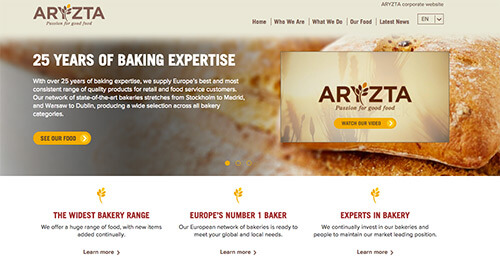 ARYZTA corporate website
ARYZTA
Passion for good food
Home Who We Are What We Do Our Food Latest News EN
25 YEARS OF BAKING EXPERTISE
With over 25 years of baking expertise, we supply Europe's best and most
consistent range of quality products for retail and food service customers.
Our network of state-of-the-art bakeries stretches from Stockholm to Madrid,
and Warsaw to Dublin, producing a wide selection across all bakery
categories.
SEE OUR FOOD
ARYZTA
Passion for good food
WATCH OUR VIDEO
THE WIDEST BAKERY RANGE
We offer a huge range of food, with new items
added continually.
Learn more
EUROPE'S NUMBER 1 BAKER
Our European network of bakeries is ready to
meet your global and local needs.
Learn more
EXPERTS IN BAKERY
We continually invest in our bakeries and
people to maintain our market leading position.
Learn more